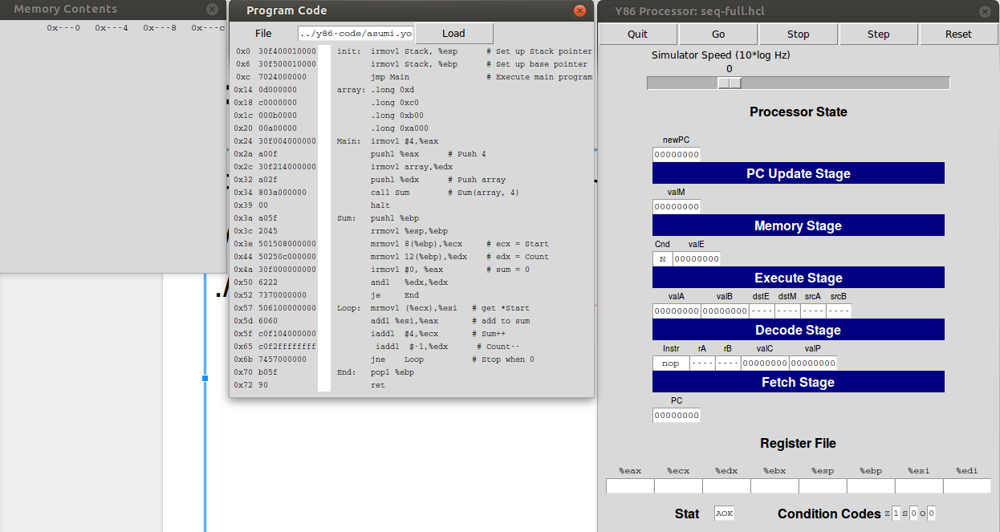 Memory Contents
0x---0 0x---4 0x---8 0x---c
Program Code
File ../y86-code/asumi.yo Load
0x0 30f400010000 init: irmovl Stack, %esp # Set up Stack pointer
0x6 30f500010000 irmovl Stack, %ebp # Set up base pointer
0xc 7024000000 jmp Main # Execute main program
0x14 0d000000 array: .long 0xd
0x18 c0000000 .long 0xc0
0x1c 000b0000 .long 0xb00
0x20 00a00000 .long 0xa000
0x24 30f004000000 Main: irmovl $4,%eax
0x2a a00f pushl %eax # Push 4
0x2c 30f214000000 irmovl array,%edx
0x32 a02f pushl %edx # Push array
0x34 803a000000 call Sum # Sum(array, 4)
0x39 00 halt
0x3a a05f Sum: pushl %ebp
0x3c 2045 rrmovl %esp,%ebp
0x3e 501508000000 mrmovl 8(%ebp),%ecx # ecx = Start
0x44 50250c000000 mrmovl 12(%ebp),%edx # edx = Count
0x4a 30f000000000 irmovl $0, %eax # sum = 0
0x50 6222 andl %edx,%edx
0x52 7370000000 je End
0x57 506100000000 Loop: mrmovl (%ecx),%esi # get *Start
0x5d 6060 addl %esi,%eax # add to sum
0x5f c0f104000000 iaddl $4,%ecx # Sum++
0x65 c0f2ffffffff iaddl $-1,%edx # Count--
0x6b 7457000000 jne Loop # Stop when 0
0x70 b05f End: popl %ebp
0x72 90 ret
Y86 Processor: seq-full.hcl
Quit Go Stop Step Reset
Simulator Speed (10*log Hz)
0
Processor State
newPC
00000000
PC Update Stage
valM
00000000
Memory Stage
Cnd valE
N 00000000
Execute Stage
valA valB dstE dstM srcA srcB
00000000 00000000 ---- ---- ---- ----
Decode Stage
Instr rA rB valC valP
nop ---- ---- 00000000 00000000
Fetch Stage
PC
00000000
Register File
%eax %ecx %edx %ebx %esp %ebp %esi %edi
Stat AOK Condition Codes Z 1 S 0 O 0